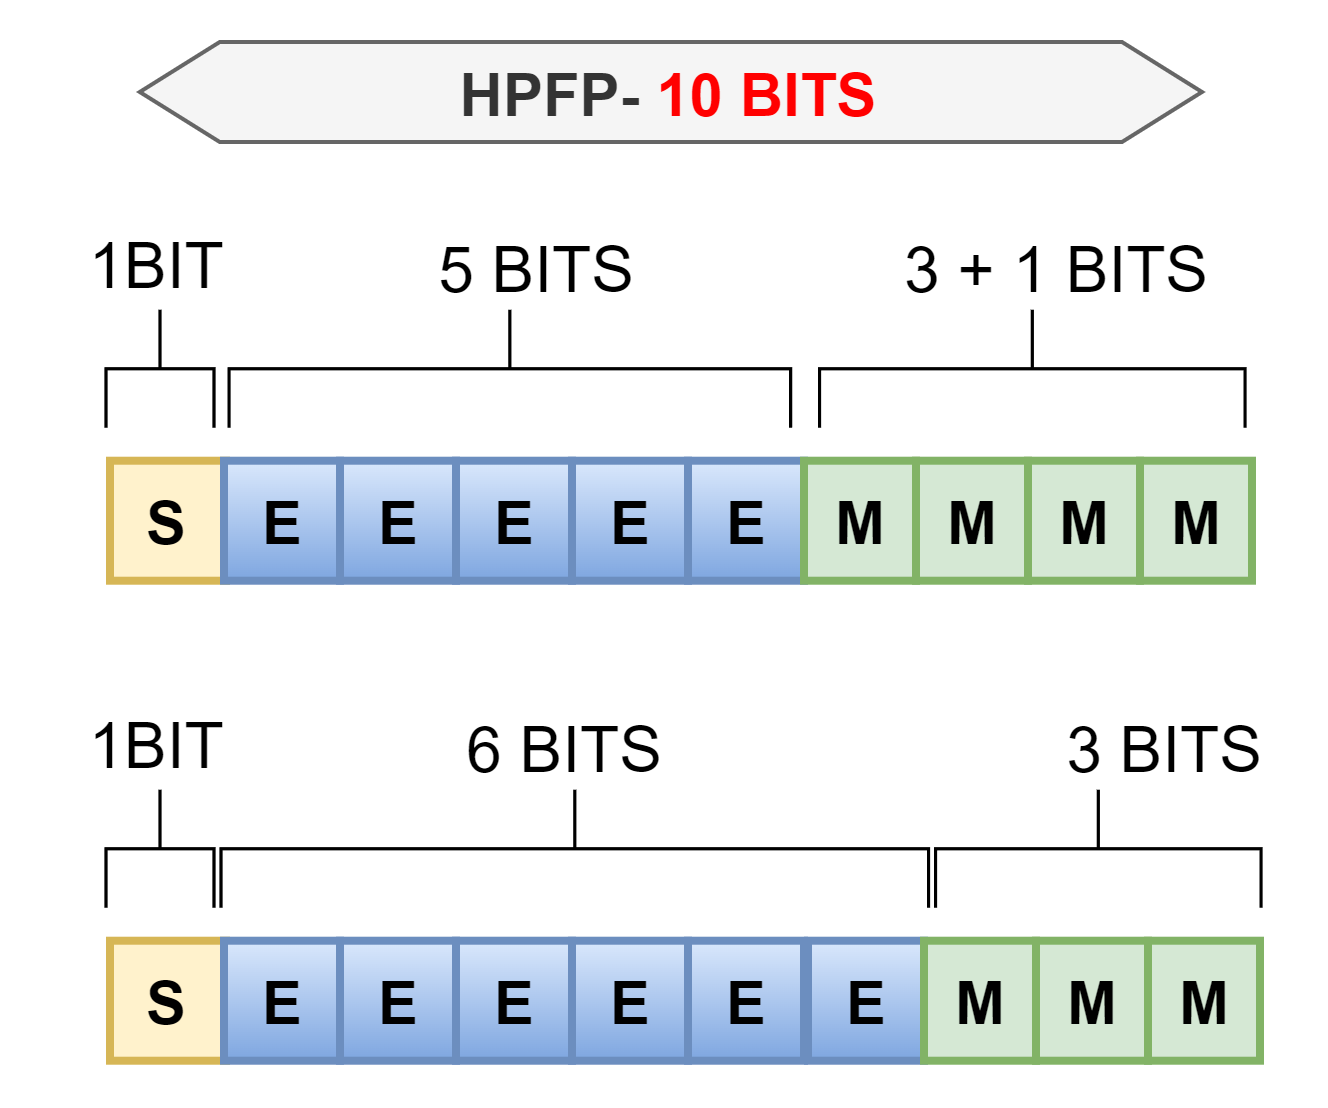 HPFP- 10 BITS
1BIT 5 BITS 3 + 1 BITS
S E E E E E M M M M
1BIT 6 BITS 3 BITS
S E E E E E E M M M